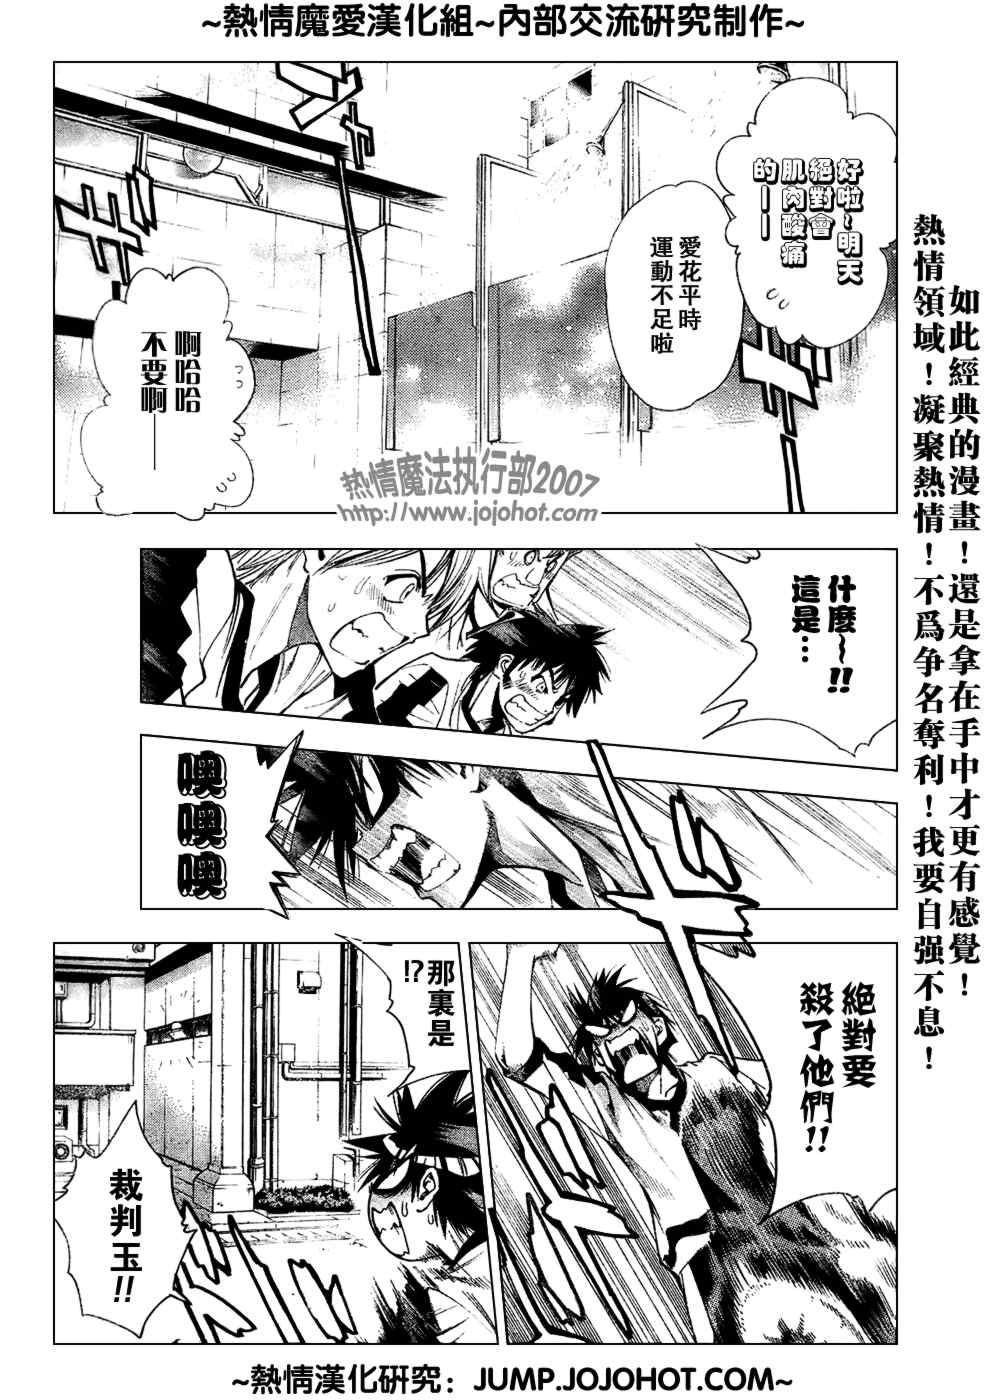 ~熱情魔愛漢化組~內部交流研究制作~
好啦~明天
絕對會
肌肉酸痛
的——
愛花平時
運動不足啦
啊哈哈
不要啊——
熱情魔法执行部2007
http://www.jojohot.com
什麼~!!
這是…
噢噢噢
絕對要
殺了他們!!
那裏是
!?
裁判玉!!
如此經典的漫畫！還是拿在手中才更有感覺！
熱情領域！凝聚熱情！不爲争名奪利！我要自强不息！
~熱情漢化研究：JUMP.JOJOHOT.COM~